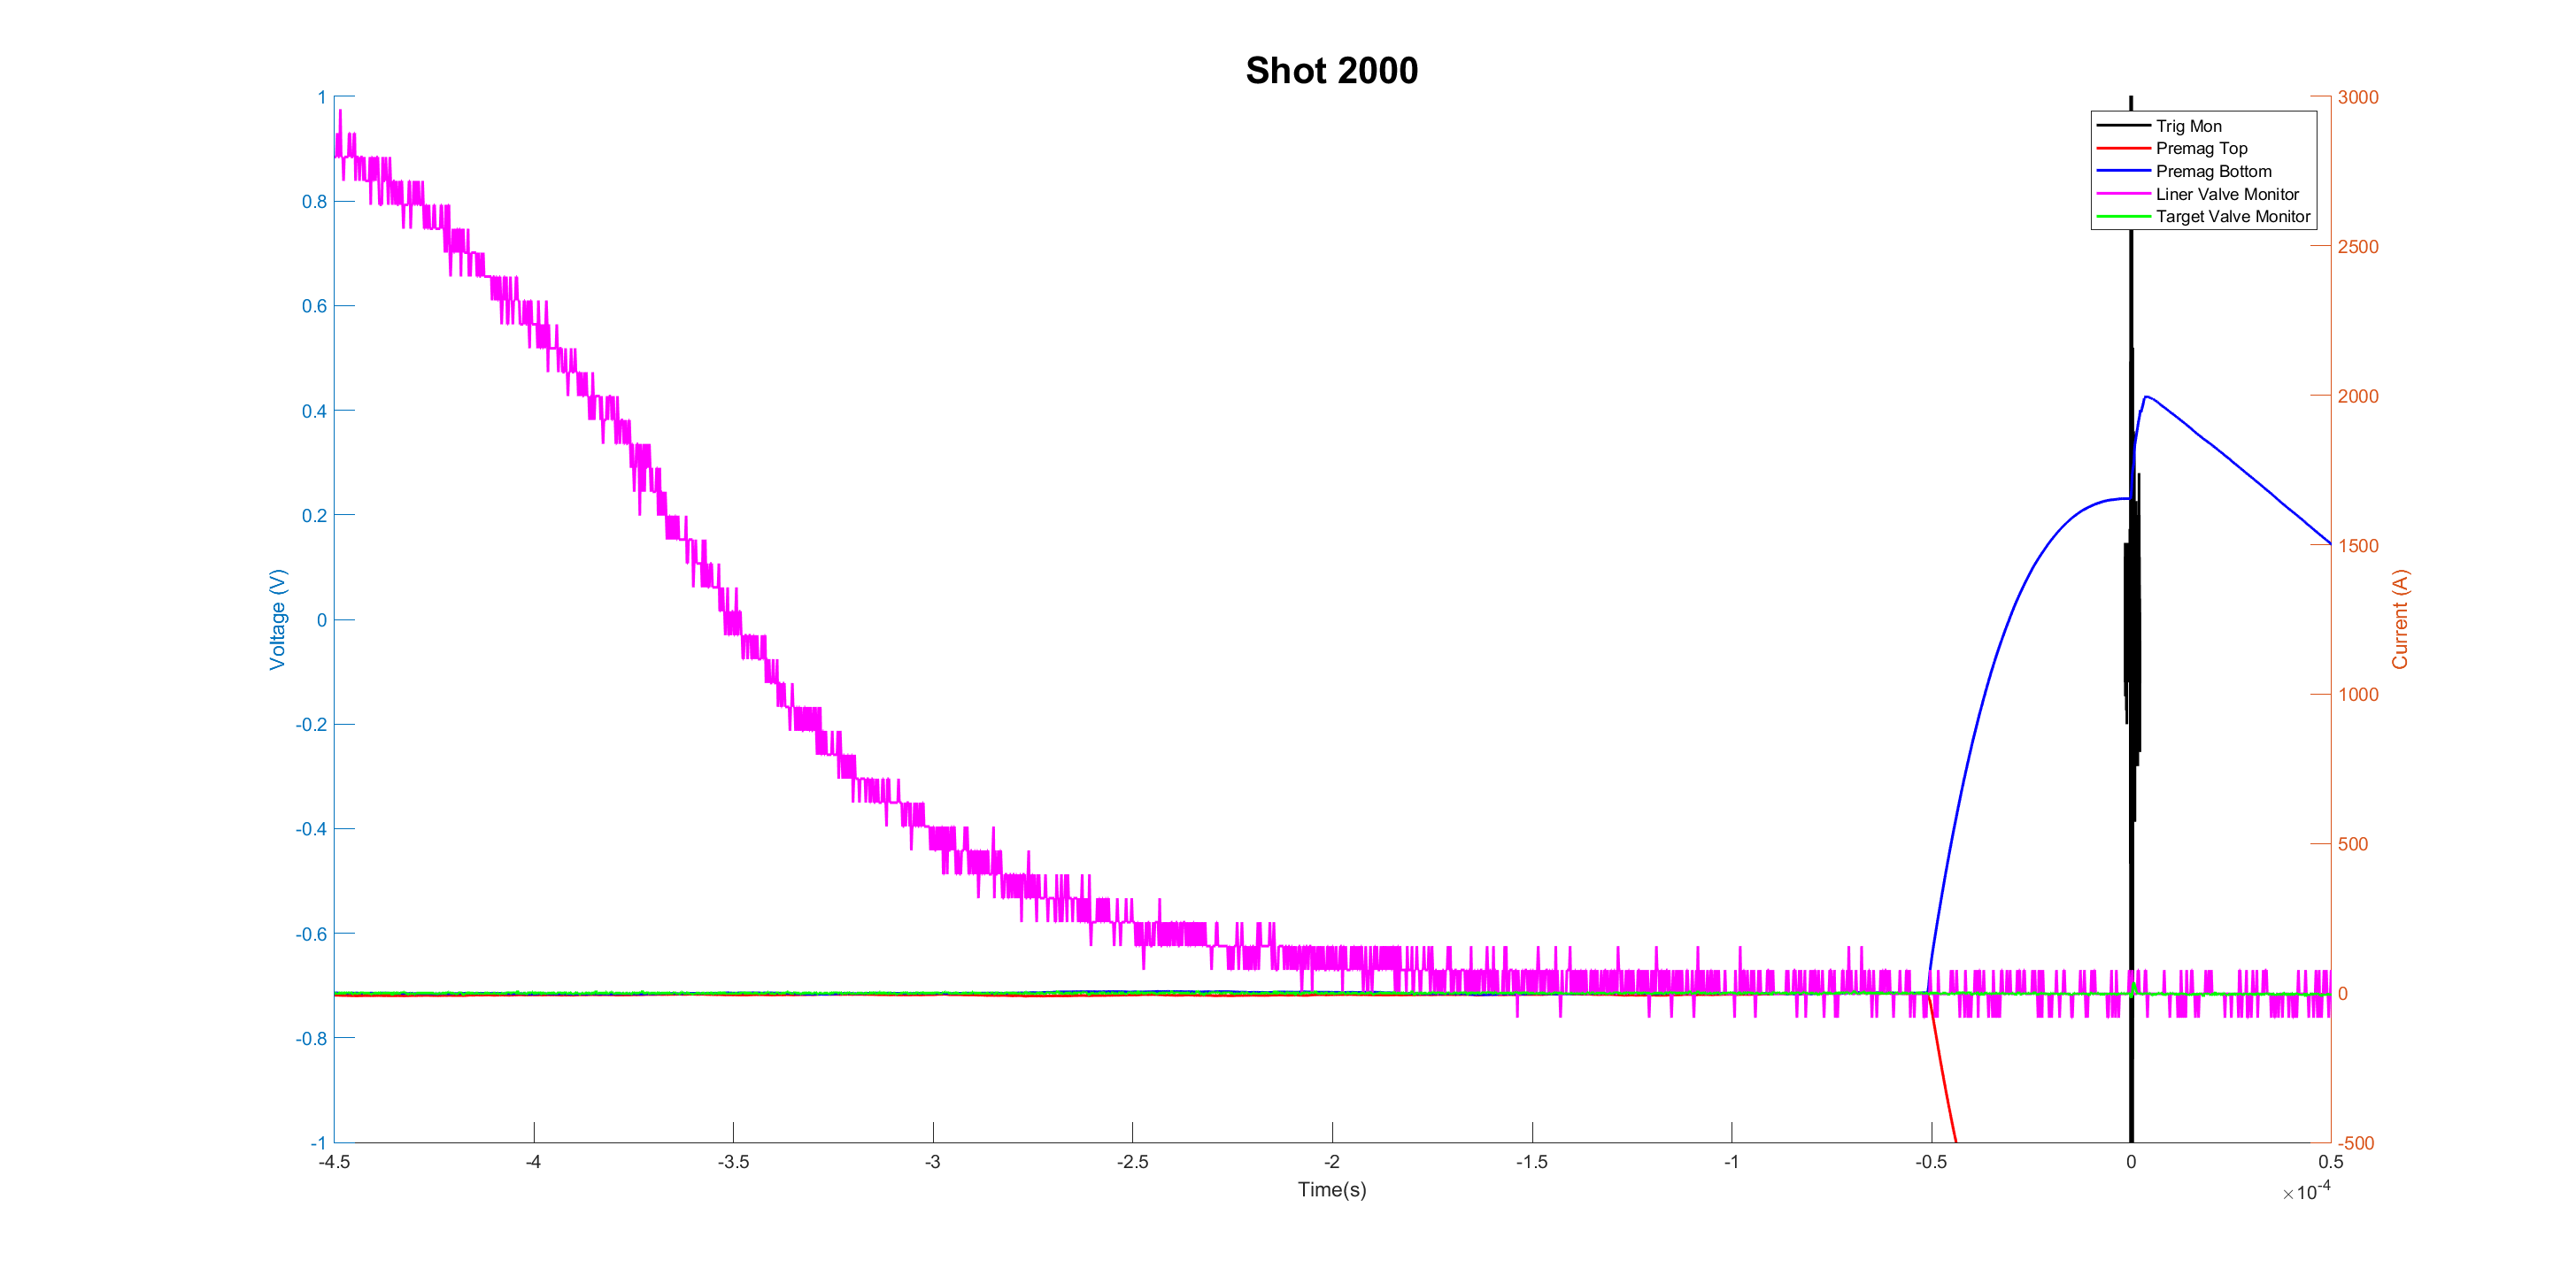 Shot 2000
1
0.8
0.6
0.4
0.2
0
-0.2
-0.4
-0.6
-0.8
-1
Voltage (V)
3000
2500
2000
1500
1000
500
0
-500
Current (A)
Trig Mon
Premag Top
Premag Bottom
Liner Valve Monitor
Target Valve Monitor
-4.5 -4 -3.5 -3 -2.5 -2 -1.5 -1 -0.5 0 0.5
Time(s)
×10-4